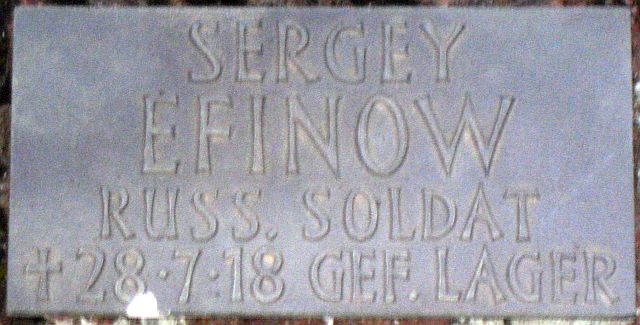 SERGEY
EFINOW
RUSS. SOLDAT
† 28·7·18 GEF. LAGER